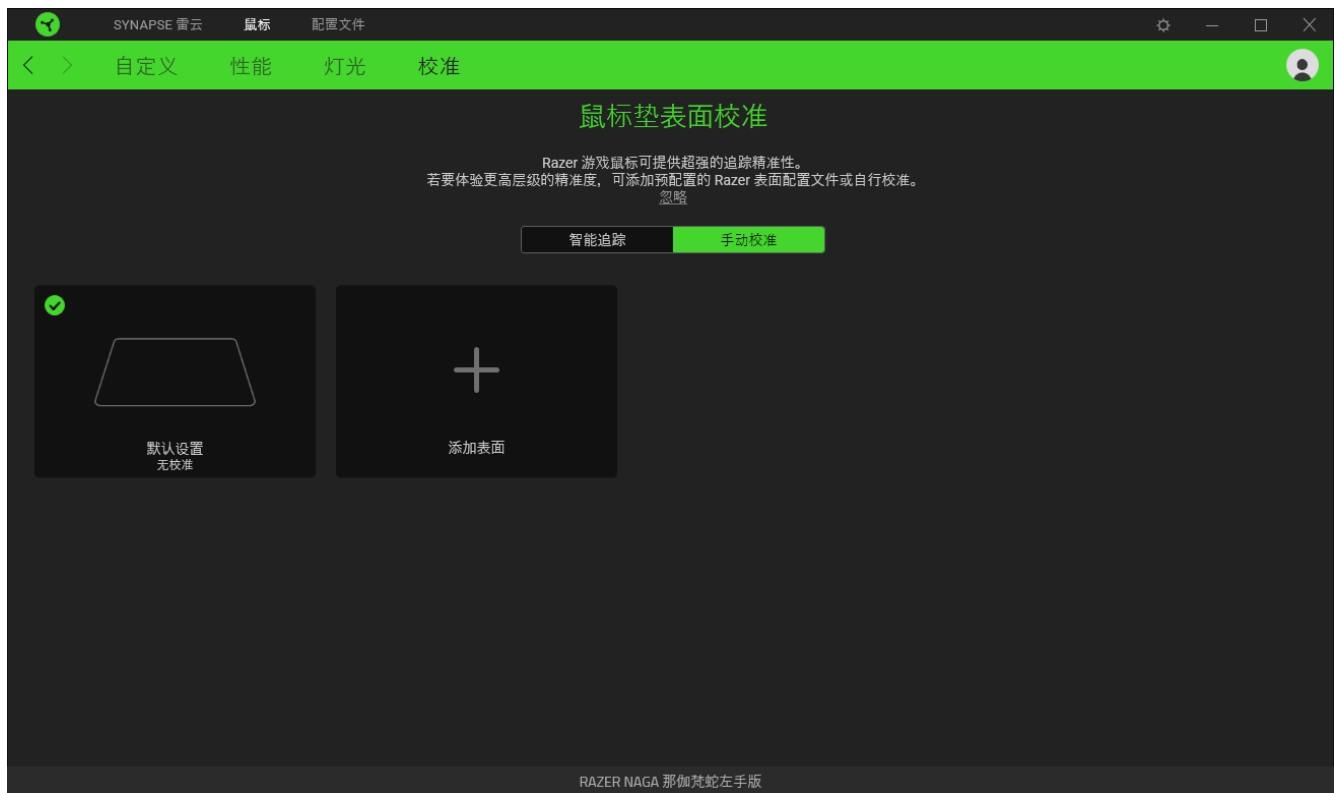 SYNAPSE 雷云 鼠标 配置文件
自定义 性能 灯光 校准
鼠标垫表面校准
Razer 游戏鼠标可提供超强的追踪精准性。
若要体验更高层级的精准度，可添加预配置的 Razer 表面配置文件或自行校准。
忽略
智能追踪 手动校准
默认设置
无校准
添加表面
RAZER NAGA 那伽梵蛇左手版